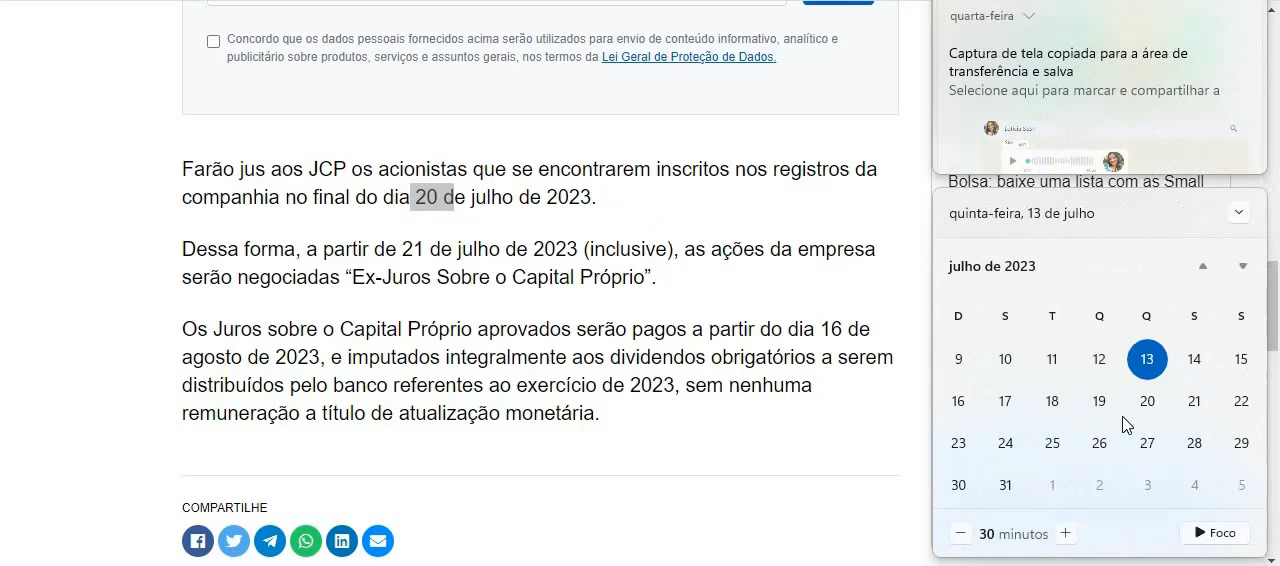 Concordo que os dados pessoais fornecidos acima serão utilizados para envio de conteúdo informativo, analítico e
publicitário sobre produtos, serviços e assuntos gerais, nos termos da Lei Geral de Proteção de Dados.
Farão jus aos JCP os acionistas que se encontrarem inscritos nos registros da
companhia no final do dia 20 de julho de 2023.
Dessa forma, a partir de 21 de julho de 2023 (inclusive), as ações da empresa
serão negociadas “Ex-Juros Sobre o Capital Próprio”.
Os Juros sobre o Capital Próprio aprovados serão pagos a partir do dia 16 de
agosto de 2023, e imputados integralmente aos dividendos obrigatórios a serem
distribuídos pelo banco referentes ao exercício de 2023, sem nenhuma
remuneração a título de atualização monetária.
COMPARTILHE
quarta-feira
Captura de tela copiada para a área de
transferência e salva
Selecione aqui para marcar e compartilhar a
Bolsa: baixe uma lista com as Small
quinta-feira, 13 de julho
julho de 2023
D S T Q Q S S
9 10 11 12 13 14 15
16 17 18 19 20 21 22
23 24 25 26 27 28 29
30 31 1 2 3 4 5
30 minutos
Foco